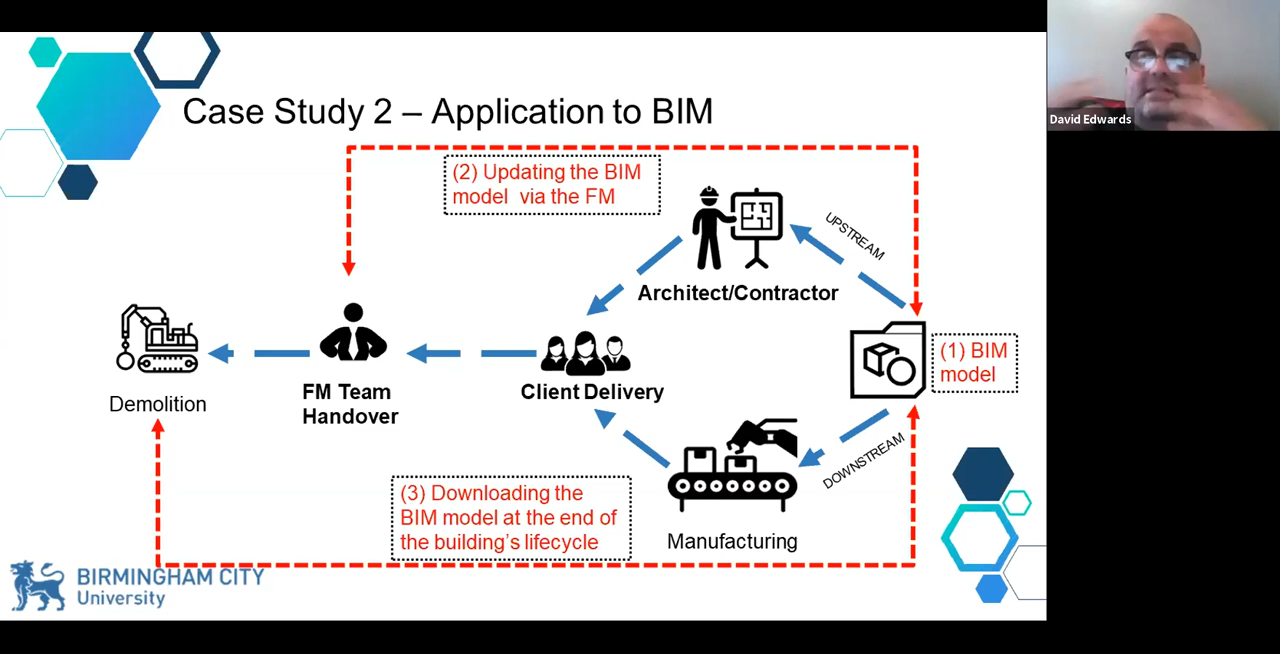 Case Study 2 – Application to BIM
David Edwards
(2) Updating the BIM
model via the FM
UPSTREAM
Architect/Contractor
(1) BIM
model
Demolition
FM Team
Handover
Client Delivery
DOWNSTREAM
(3) Downloading the
BIM model at the end of
the building's lifecycle
Manufacturing
BIRMINGHAM CITY
University